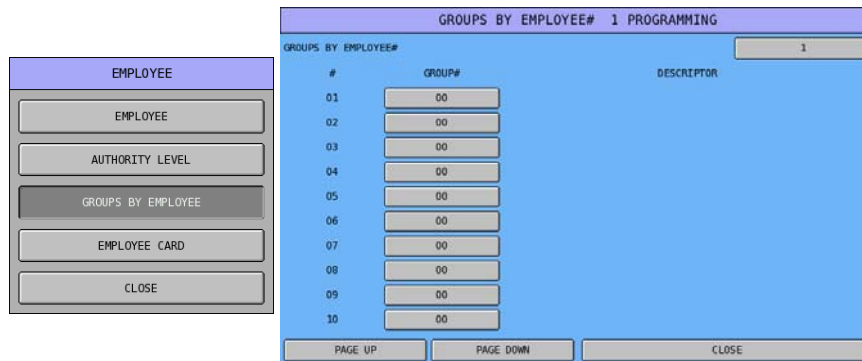 EMPLOYEE
EMPLOYEE
AUTHORITY LEVEL
GROUPS BY EMPLOYEE
EMPLOYEE CARD
CLOSE
GROUPS BY EMPLOYEE# 1 PROGRAMMING
GROUPS BY EMPLOYEE# 1
# GROUP# DESCRIPTOR
01 00
02 00
03 00
04 00
05 00
06 00
07 00
08 00
09 00
10 00
PAGE UP PAGE DOWN CLOSE